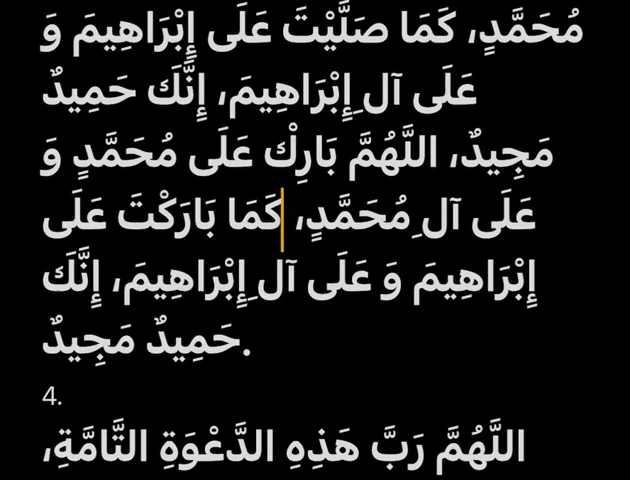 مُحَمَّدٍ، كَمَا صَلَّيْتَ عَلَى إِبْرَاهِيمَ وَ
عَلَى آلِ إِبْرَاهِيمَ، إِنَّكَ حَمِيدٌ
مَجِيدٌ، اللَّهُمَّ بَارِكْ عَلَى مُحَمَّدٍ وَ
عَلَى آلِ مُحَمَّدٍ، كَمَا بَارَكْتَ عَلَى
إِبْرَاهِيمَ وَ عَلَى آلِ إِبْرَاهِيمَ، إِنَّكَ
حَمِيدٌ مَجِيدٌ.
4.
اللَّهُمَّ رَبَّ هَذِهِ الدَّعْوَةِ التَّامَّةِ،